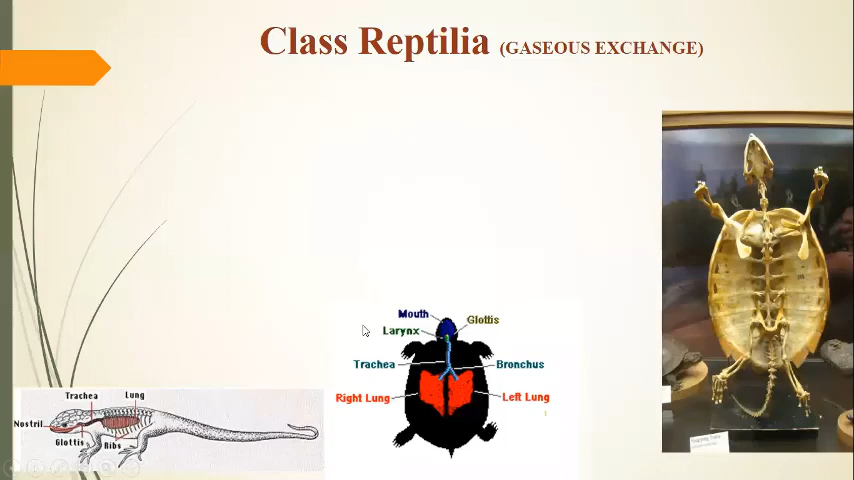 Class Reptilia (GASEOUS EXCHANGE)
Mouth
Glottis
Larynx
Trachea
Bronchus
Right Lung
Left Lung
Trachea
Lung
Nostril
Glottis
Ribs